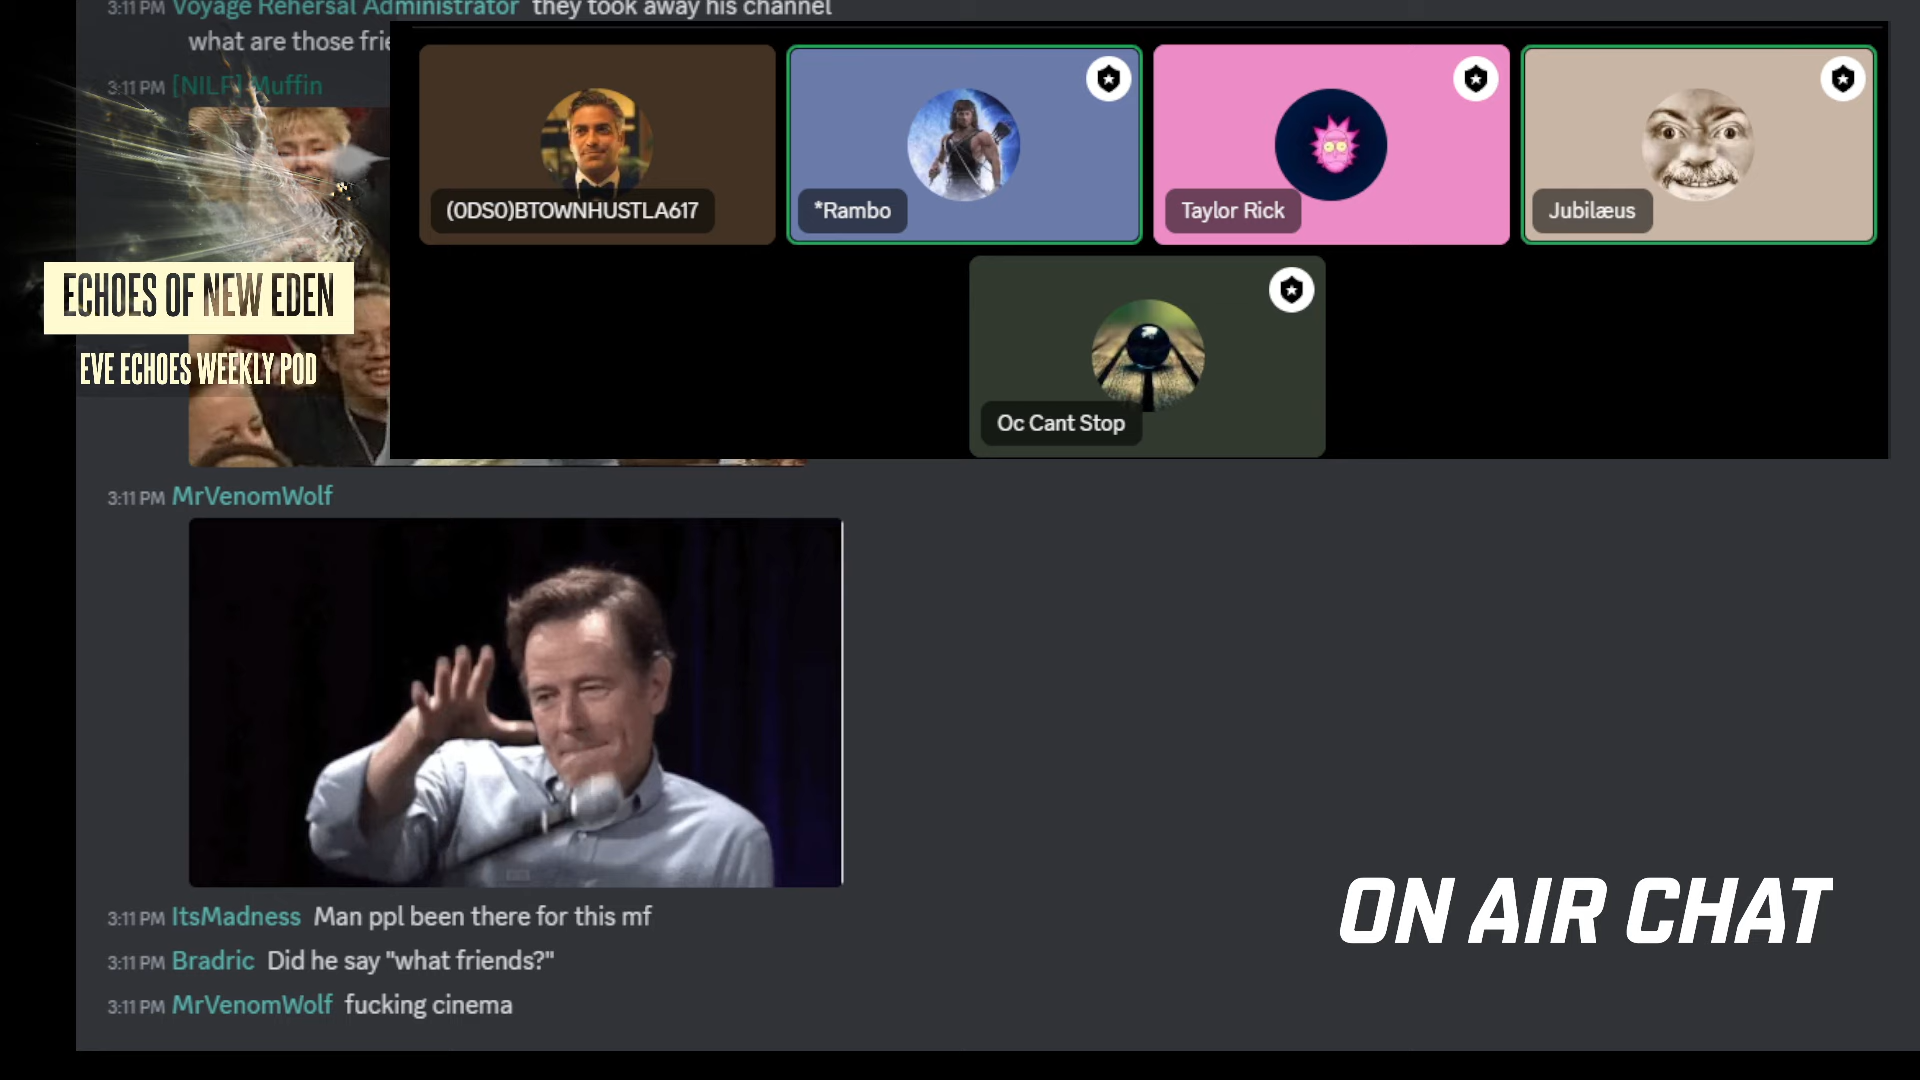 3:11 PM Voyage Rehersal Administrator they took away his channel
what are those frie
3:11 PM [NILF] Muffin
(0DS0)BTOWNHUSTLA617
*Rambo
Taylor Rick
Jubilæus
ECHOES OF NEW EDEN
EVE ECHOES WEEKLY POD
Oc Cant Stop
3:11 PM MrVenomWolf
3:11 PM ItsMadness Man ppl been there for this mf
3:11 PM Bradric Did he say "what friends?"
3:11 PM MrVenomWolf fucking cinema
ON AIR CHAT